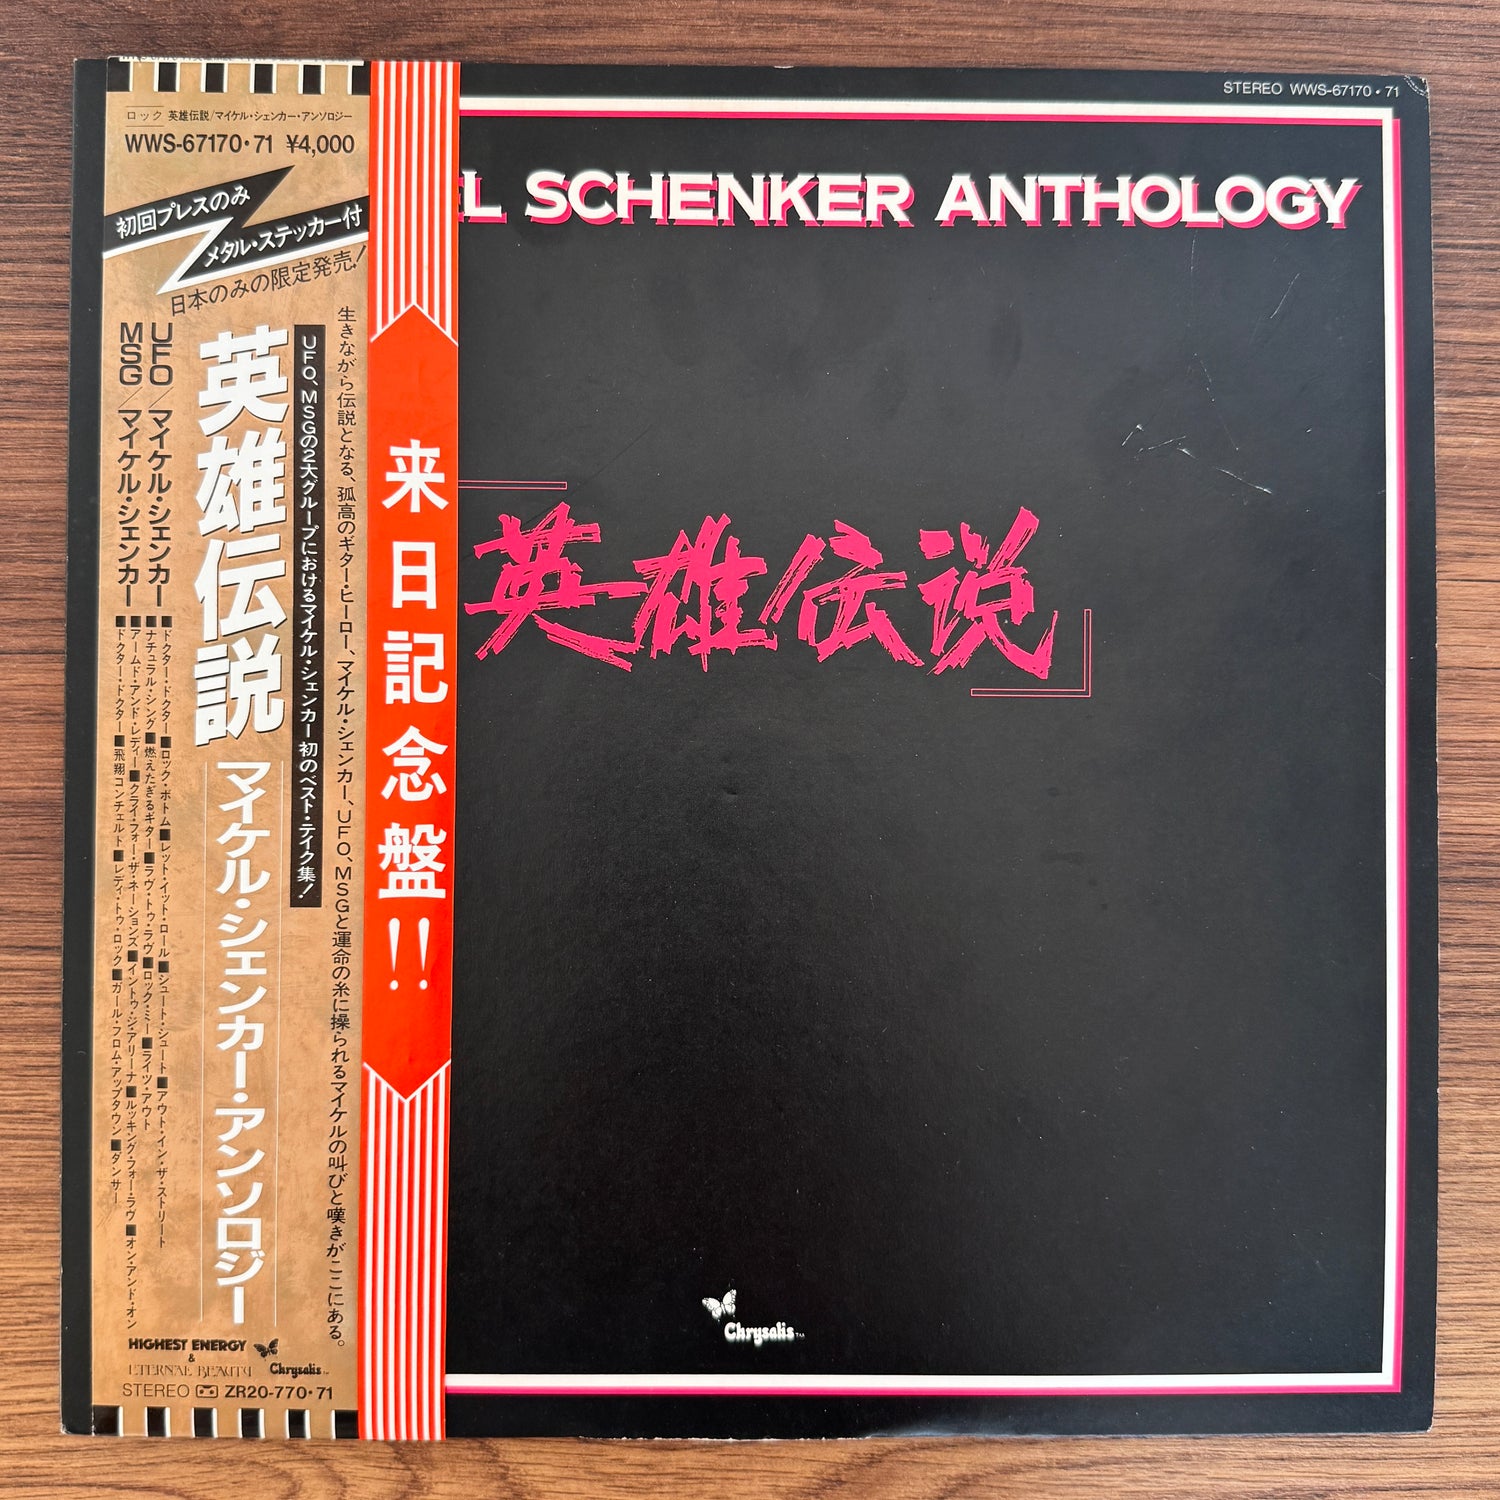 STEREO WWS-67170・71
EL SCHENKER ANTHOLOGY
「英雄伝説」
Chrysalis™
来日記念盤!!
ロック 英雄伝説/マイケル・シェンカー・アンソロジー
WWS-67170・71 ¥4,000
初回プレスのみ
メタル・ステッカー付
日本のみの限定発売!
生きながら伝説となる、孤高のギター・ヒーロー、マイケル・シェンカー、UFO、MSGと運命の糸に操られるマイケルの叫びと嘆きがここにある。
UFO、MSGの2大グループにおけるマイケル・シェンカー初のベスト・テイク集!
英雄伝説
マイケル・シェンカー・アンソロジー
UFO/マイケル・シェンカー
■ドクター・ドクター■ロック・ボトム■レット・イット・ロール■シュート・シュート■アウト・イン・ザ・ストリート
■ナチュラル・シング■燃えたぎるギター■ラヴ・トゥ・ラヴ■ロック・ミー■ライツ・アウト
MSG/マイケル・シェンカー
■アームド・アンド・レディー■クライ・フォー・ザ・ネーションズ■イントゥ・ジ・アリーナ■ルッキング・フォー・ラヴ■オン・アンド・オン
■ドクター・ドクター■飛翔コンチェルト■レディ・トゥ・ロック■ガール・フロム・アップタウン■ダンサー
HIGHEST ENERGY
&
ETERNAL BEAUTY
Chrysalis™
STEREO ZR20-770・71